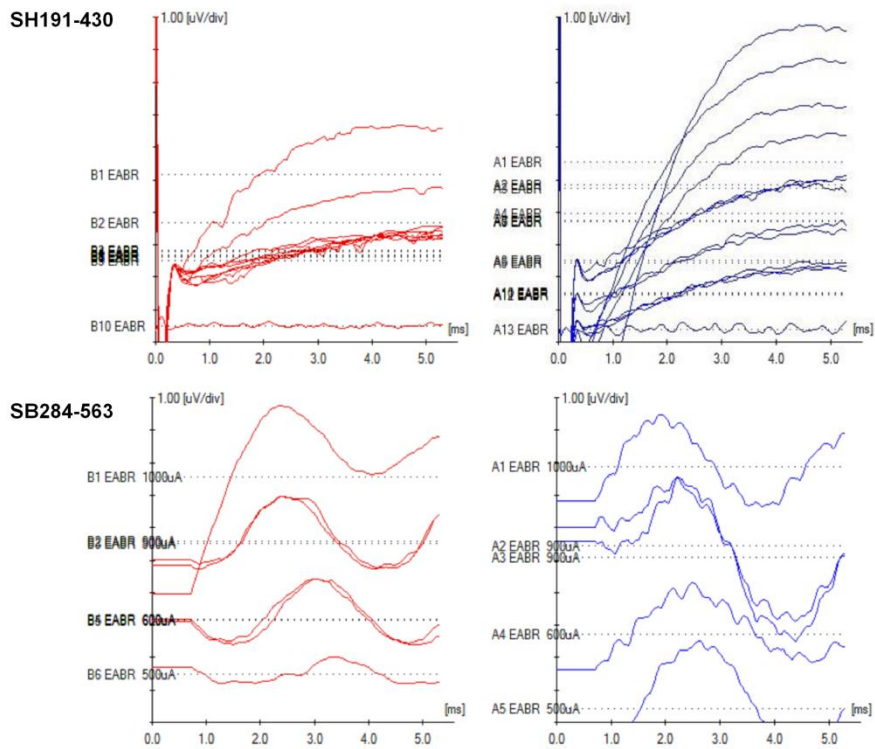 SH191-430
1.00 [uV/div]
B1 EABR
B2 EABR
B10 EABR
[ms]
0.0 1.0 2.0 3.0 4.0 5.0
1.00 [uV/div]
A1 EABR
A4 EABR
A13 EABR
[ms]
0.0 1.0 2.0 3.0 4.0 5.0
SB284-563
1.00 [uV/div]
B1 EABR 1000uA
B6 EABR 500uA
[ms]
0.0 1.0 2.0 3.0 4.0 5.0
1.00 [uV/div]
A1 EABR 1000uA
A2 EABR 900uA
A3 EABR 900uA
A4 EABR 600uA
A5 EABR 500uA
[ms]
0.0 1.0 2.0 3.0 4.0 5.0